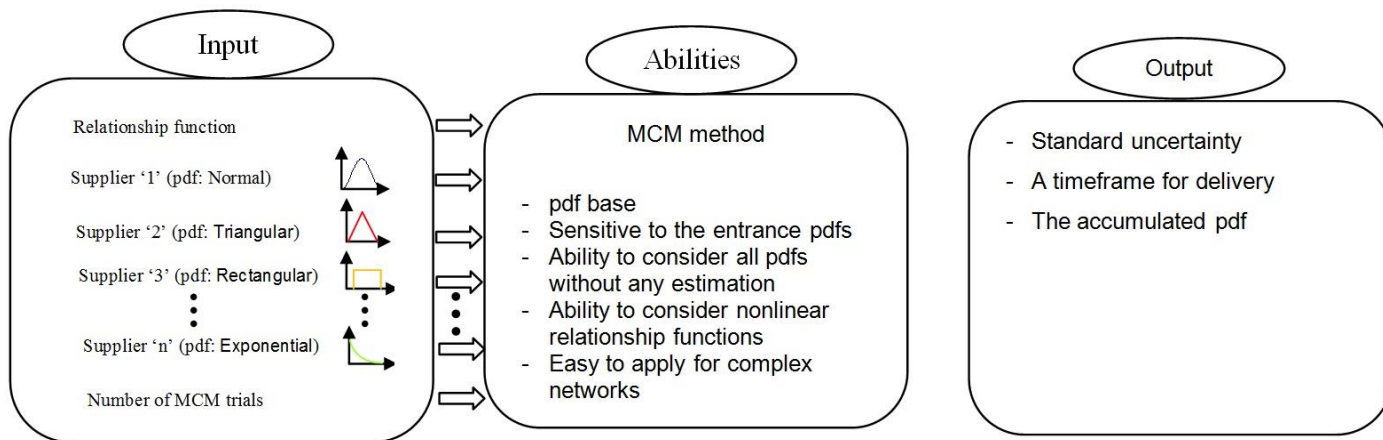 Input
Relationship function
Supplier ‘1’ (pdf: Normal)
Supplier ‘2’ (pdf: Triangular)
Supplier ‘3’ (pdf: Rectangular)
Supplier ‘n’ (pdf: Exponential)
Number of MCM trials
Abilities
MCM method
- pdf base
- Sensitive to the entrance pdfs
- Ability to consider all pdfs
without any estimation
- Ability to consider nonlinear
relationship functions
- Easy to apply for complex
networks
Output
- Standard uncertainty
- A timeframe for delivery
- The accumulated pdf